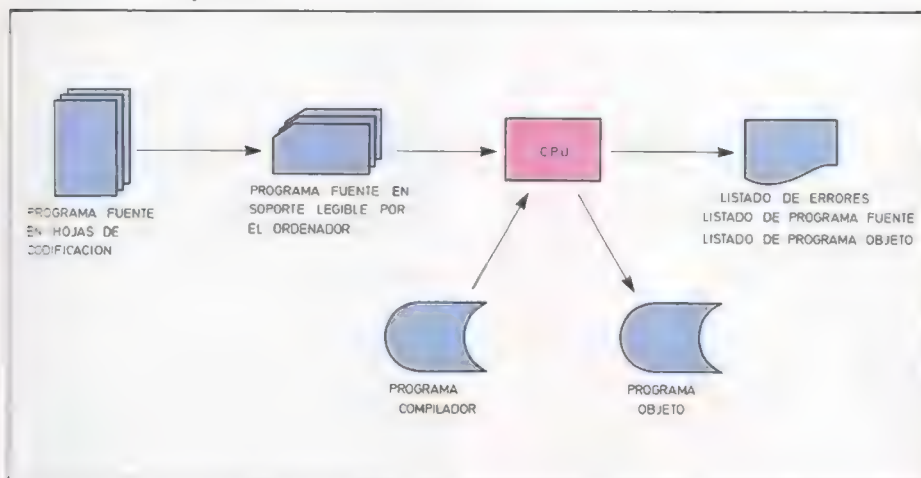 PROGRAMA FUENTE
EN HOJAS DE
CODIFICACION
PROGRAMA FUENTE EN
SOPORTE LEGIBLE POR
EL ORDENADOR
CPU
LISTADO DE ERRORES
LISTADO DE PROGRAMA FUENTE
LISTADO DE PROGRAMA OBJETO
PROGRAMA
COMPILADOR
PROGRAMA
OBJETO